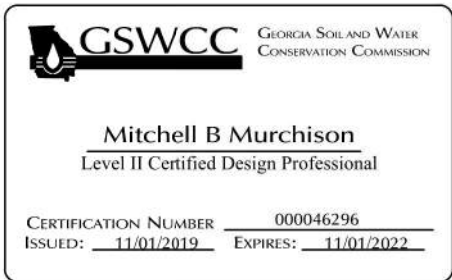 GSWCC
GEORGIA SOIL AND WATER
CONSERVATION COMMISSION
Mitchell B Murchison
Level II Certified Design Professional
CERTIFICATION NUMBER 000046296
ISSUED: 11/01/2019 EXPIRES: 11/01/2022